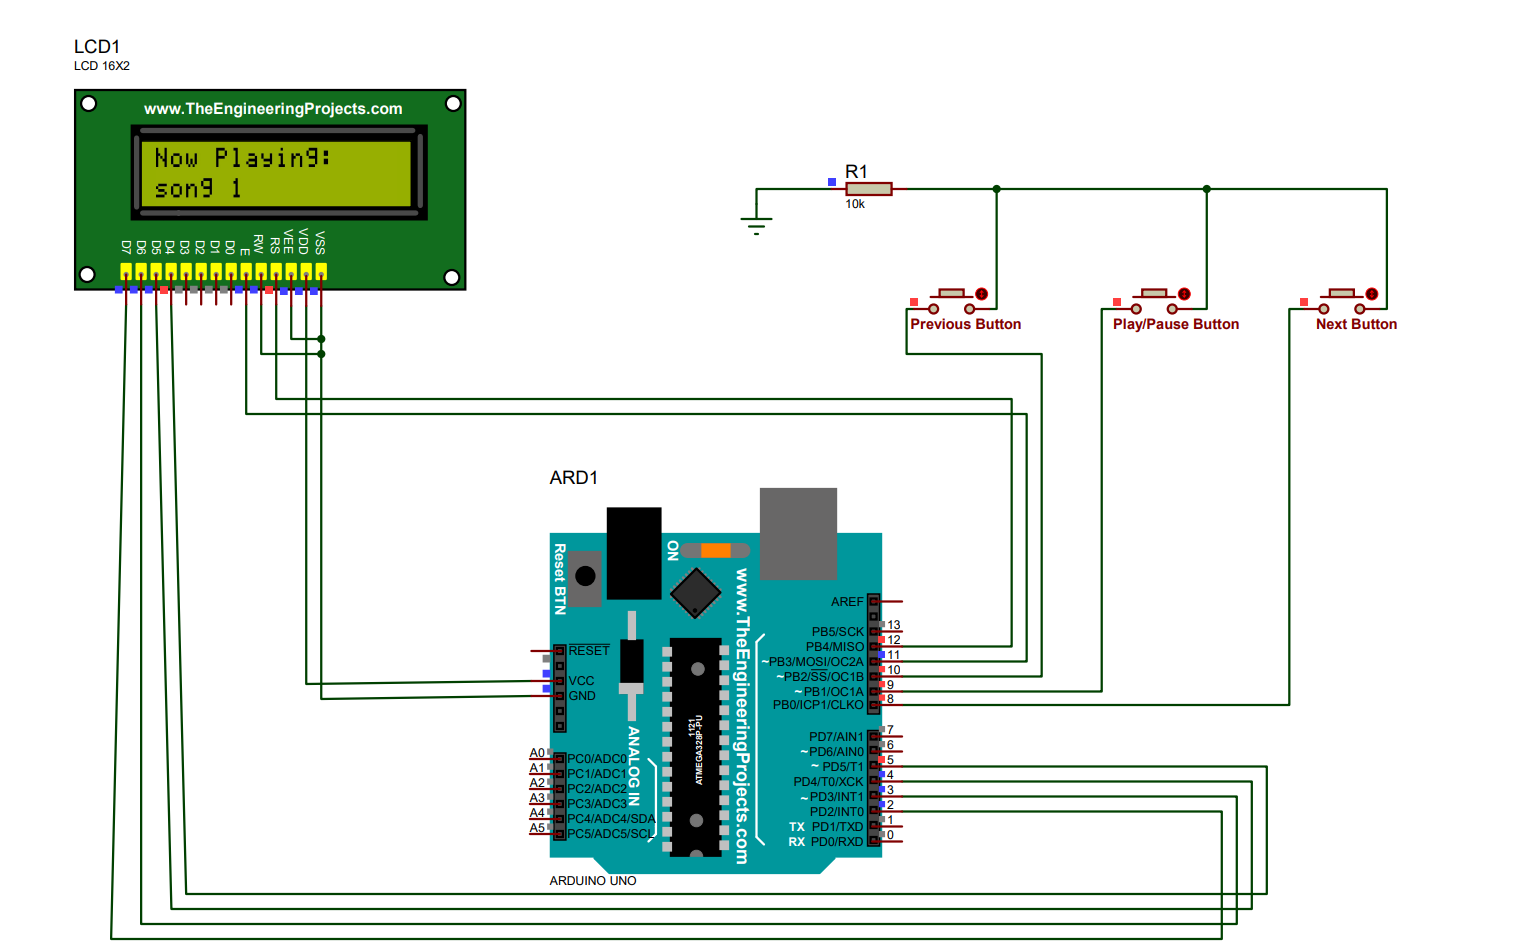 LCD1
LCD 16X2
www.TheEngineeringProjects.com
Now Playing:
song 1
D7 D6 D5 D4 D3 D2 D1 D0 E RW RS VEE VDD VSS
R1
10k
Previous Button
Play/Pause Button
Next Button
ARD1
Reset BTN
ON
www.TheEngineeringProjects.com
ANALOG IN
1121
ATMEGA328P-PU
RESET
VCC
GND
A0 PC0/ADC0
A1 PC1/ADC1
A2 PC2/ADC2
A3 PC3/ADC3
A4 PC4/ADC4/SDA
A5 PC5/ADC5/SCL
AREF
PB5/SCK 13
PB4/MISO 12
~PB3/MOSI/OC2A 11
~PB2/SS/OC1B 10
~PB1/OC1A 9
PB0/ICP1/CLKO 8
PD7/AIN1 7
~PD6/AIN0 6
~PD5/T1 5
PD4/T0/XCK 4
~PD3/INT1 3
PD2/INT0 2
TX PD1/TXD 1
RX PD0/RXD 0
ARDUINO UNO